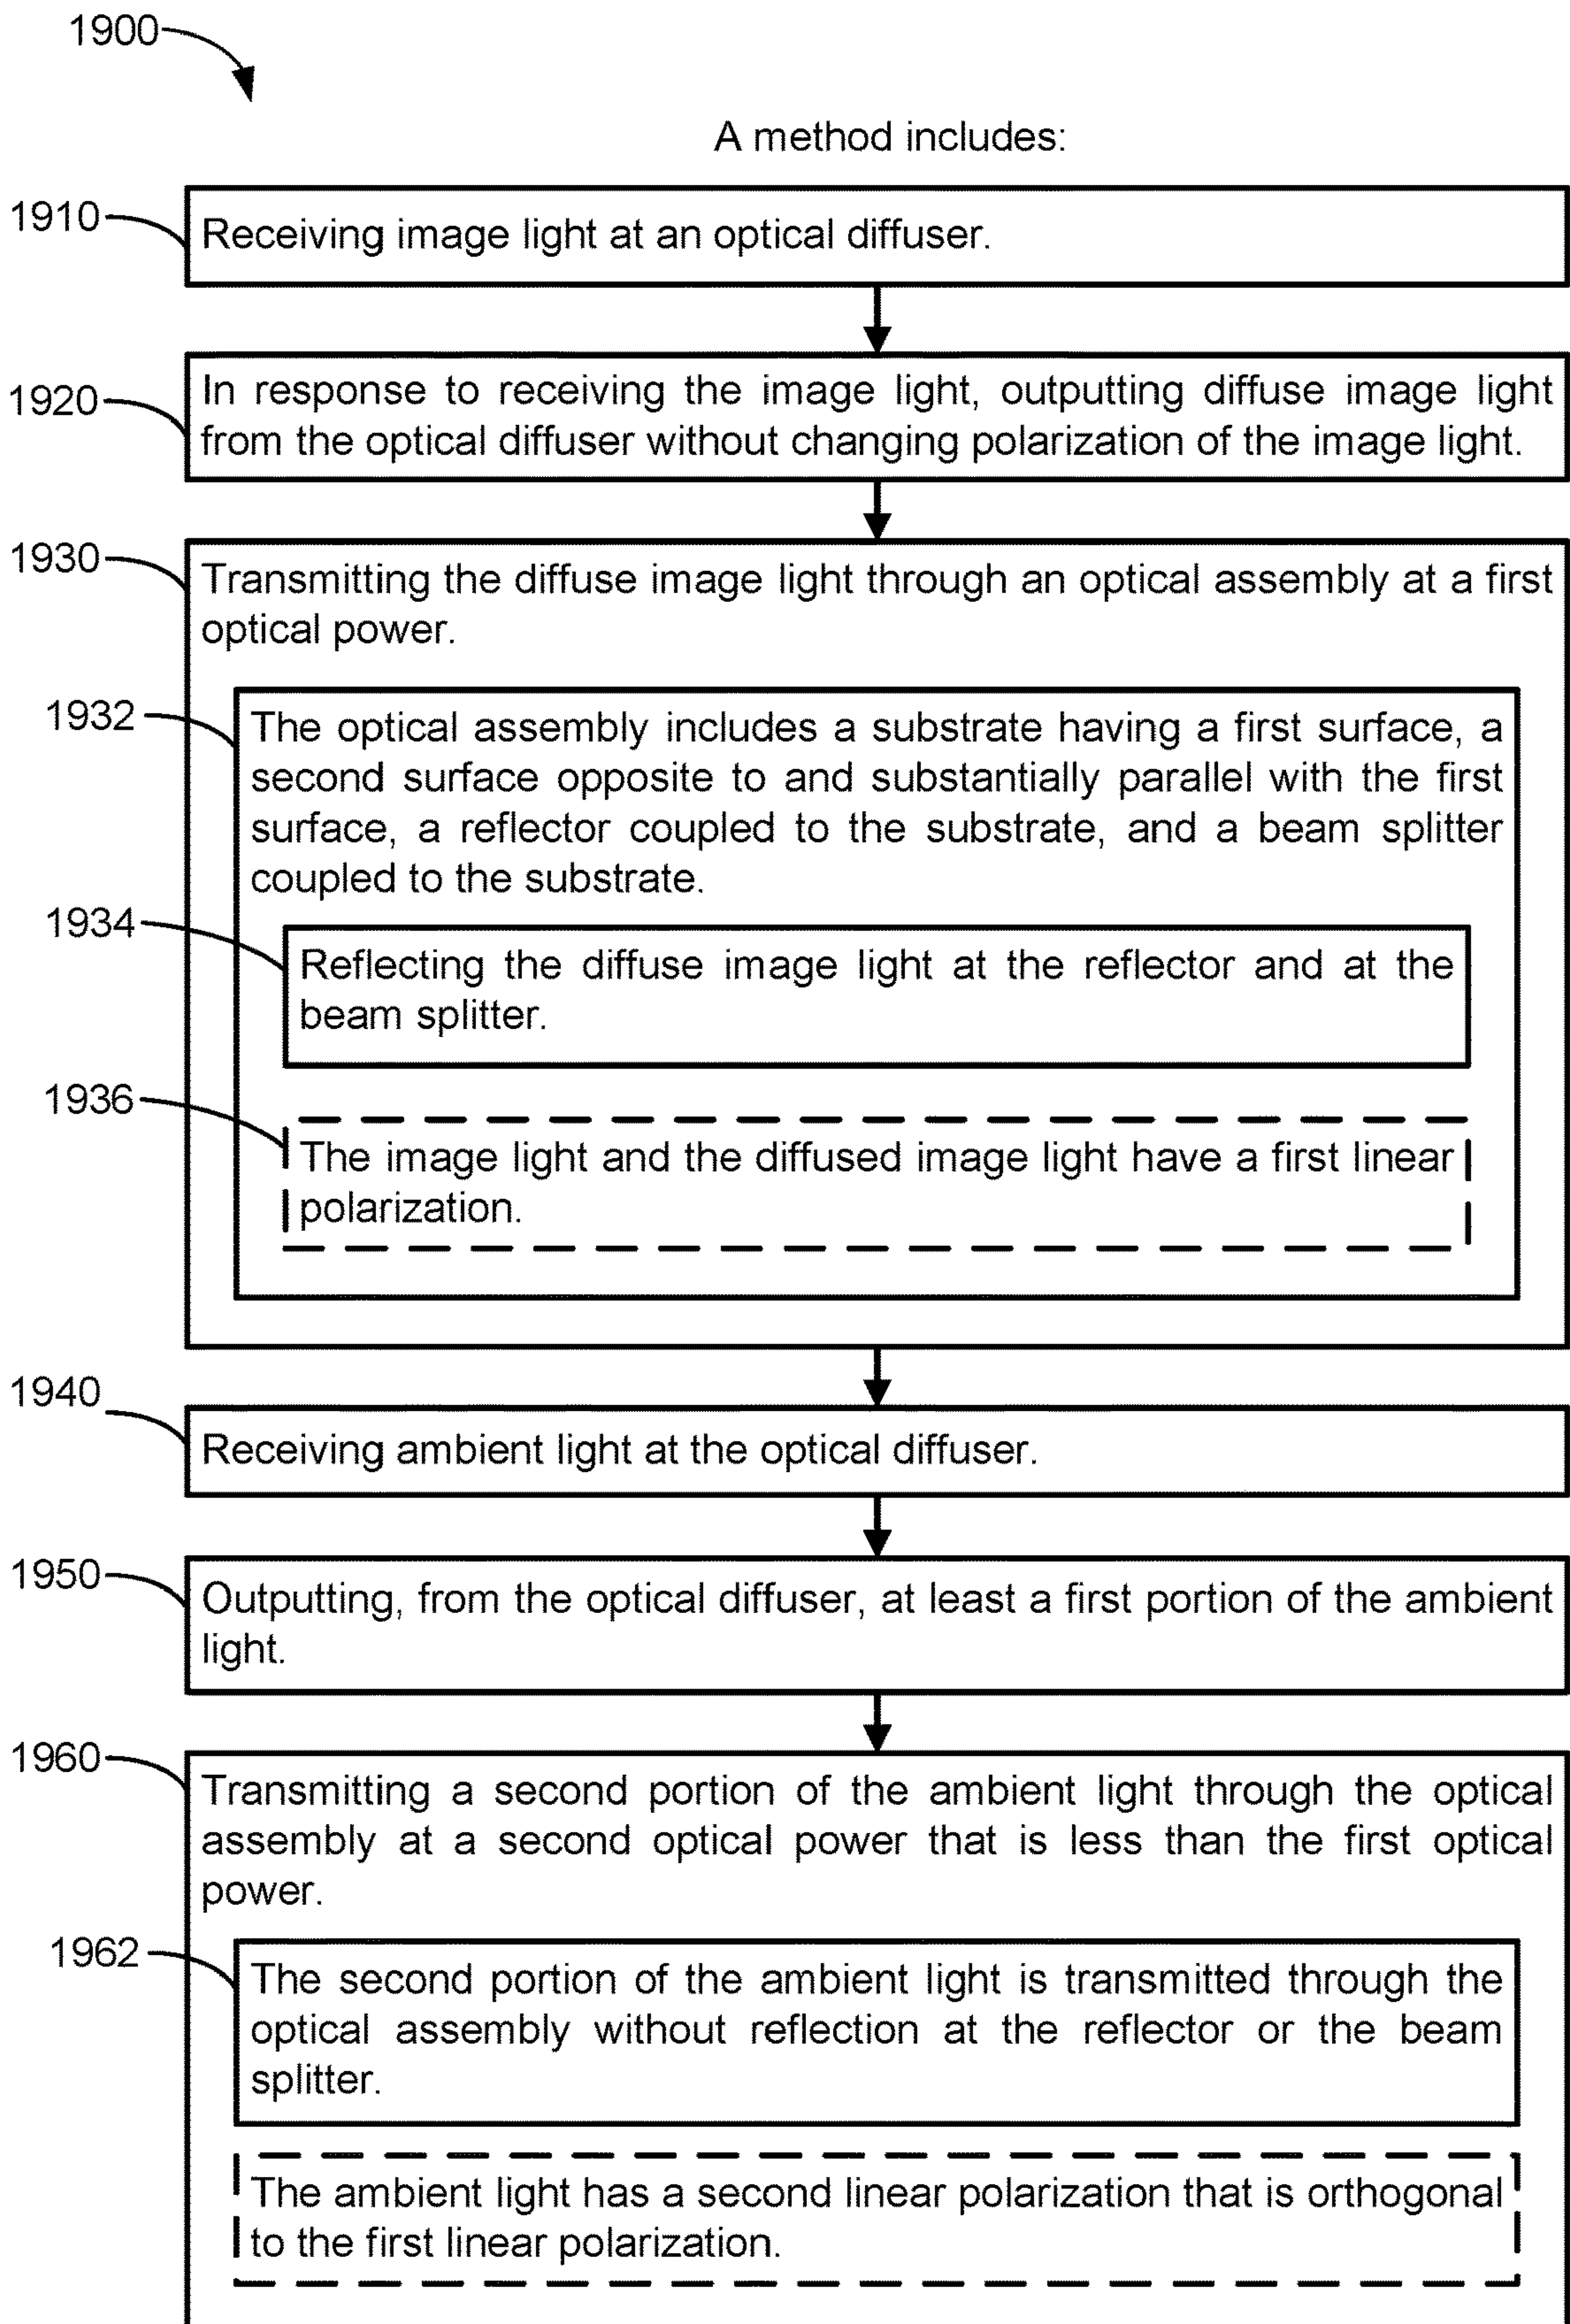 1900
A method includes:
1910
Receiving image light at an optical diffuser.
1920
In response to receiving the image light, outputting diffuse image light
from the optical diffuser without changing polarization of the image light.
1930
Transmitting the diffuse image light through an optical assembly at a first
optical power.
1932
The optical assembly includes a substrate having a first surface, a
second surface opposite to and substantially parallel with the first
surface, a reflector coupled to the substrate, and a beam splitter
coupled to the substrate.
1934
Reflecting the diffuse image light at the reflector and at the
beam splitter.
1936
The image light and the diffused image light have a first linear
polarization.
1940
Receiving ambient light at the optical diffuser.
1950
Outputting, from the optical diffuser, at least a first portion of the ambient
light.
1960
Transmitting a second portion of the ambient light through the optical
assembly at a second optical power that is less than the first optical
power.
1962
The second portion of the ambient light is transmitted through the
optical assembly without reflection at the reflector or the beam
splitter.
The ambient light has a second linear polarization that is orthogonal
to the first linear polarization.